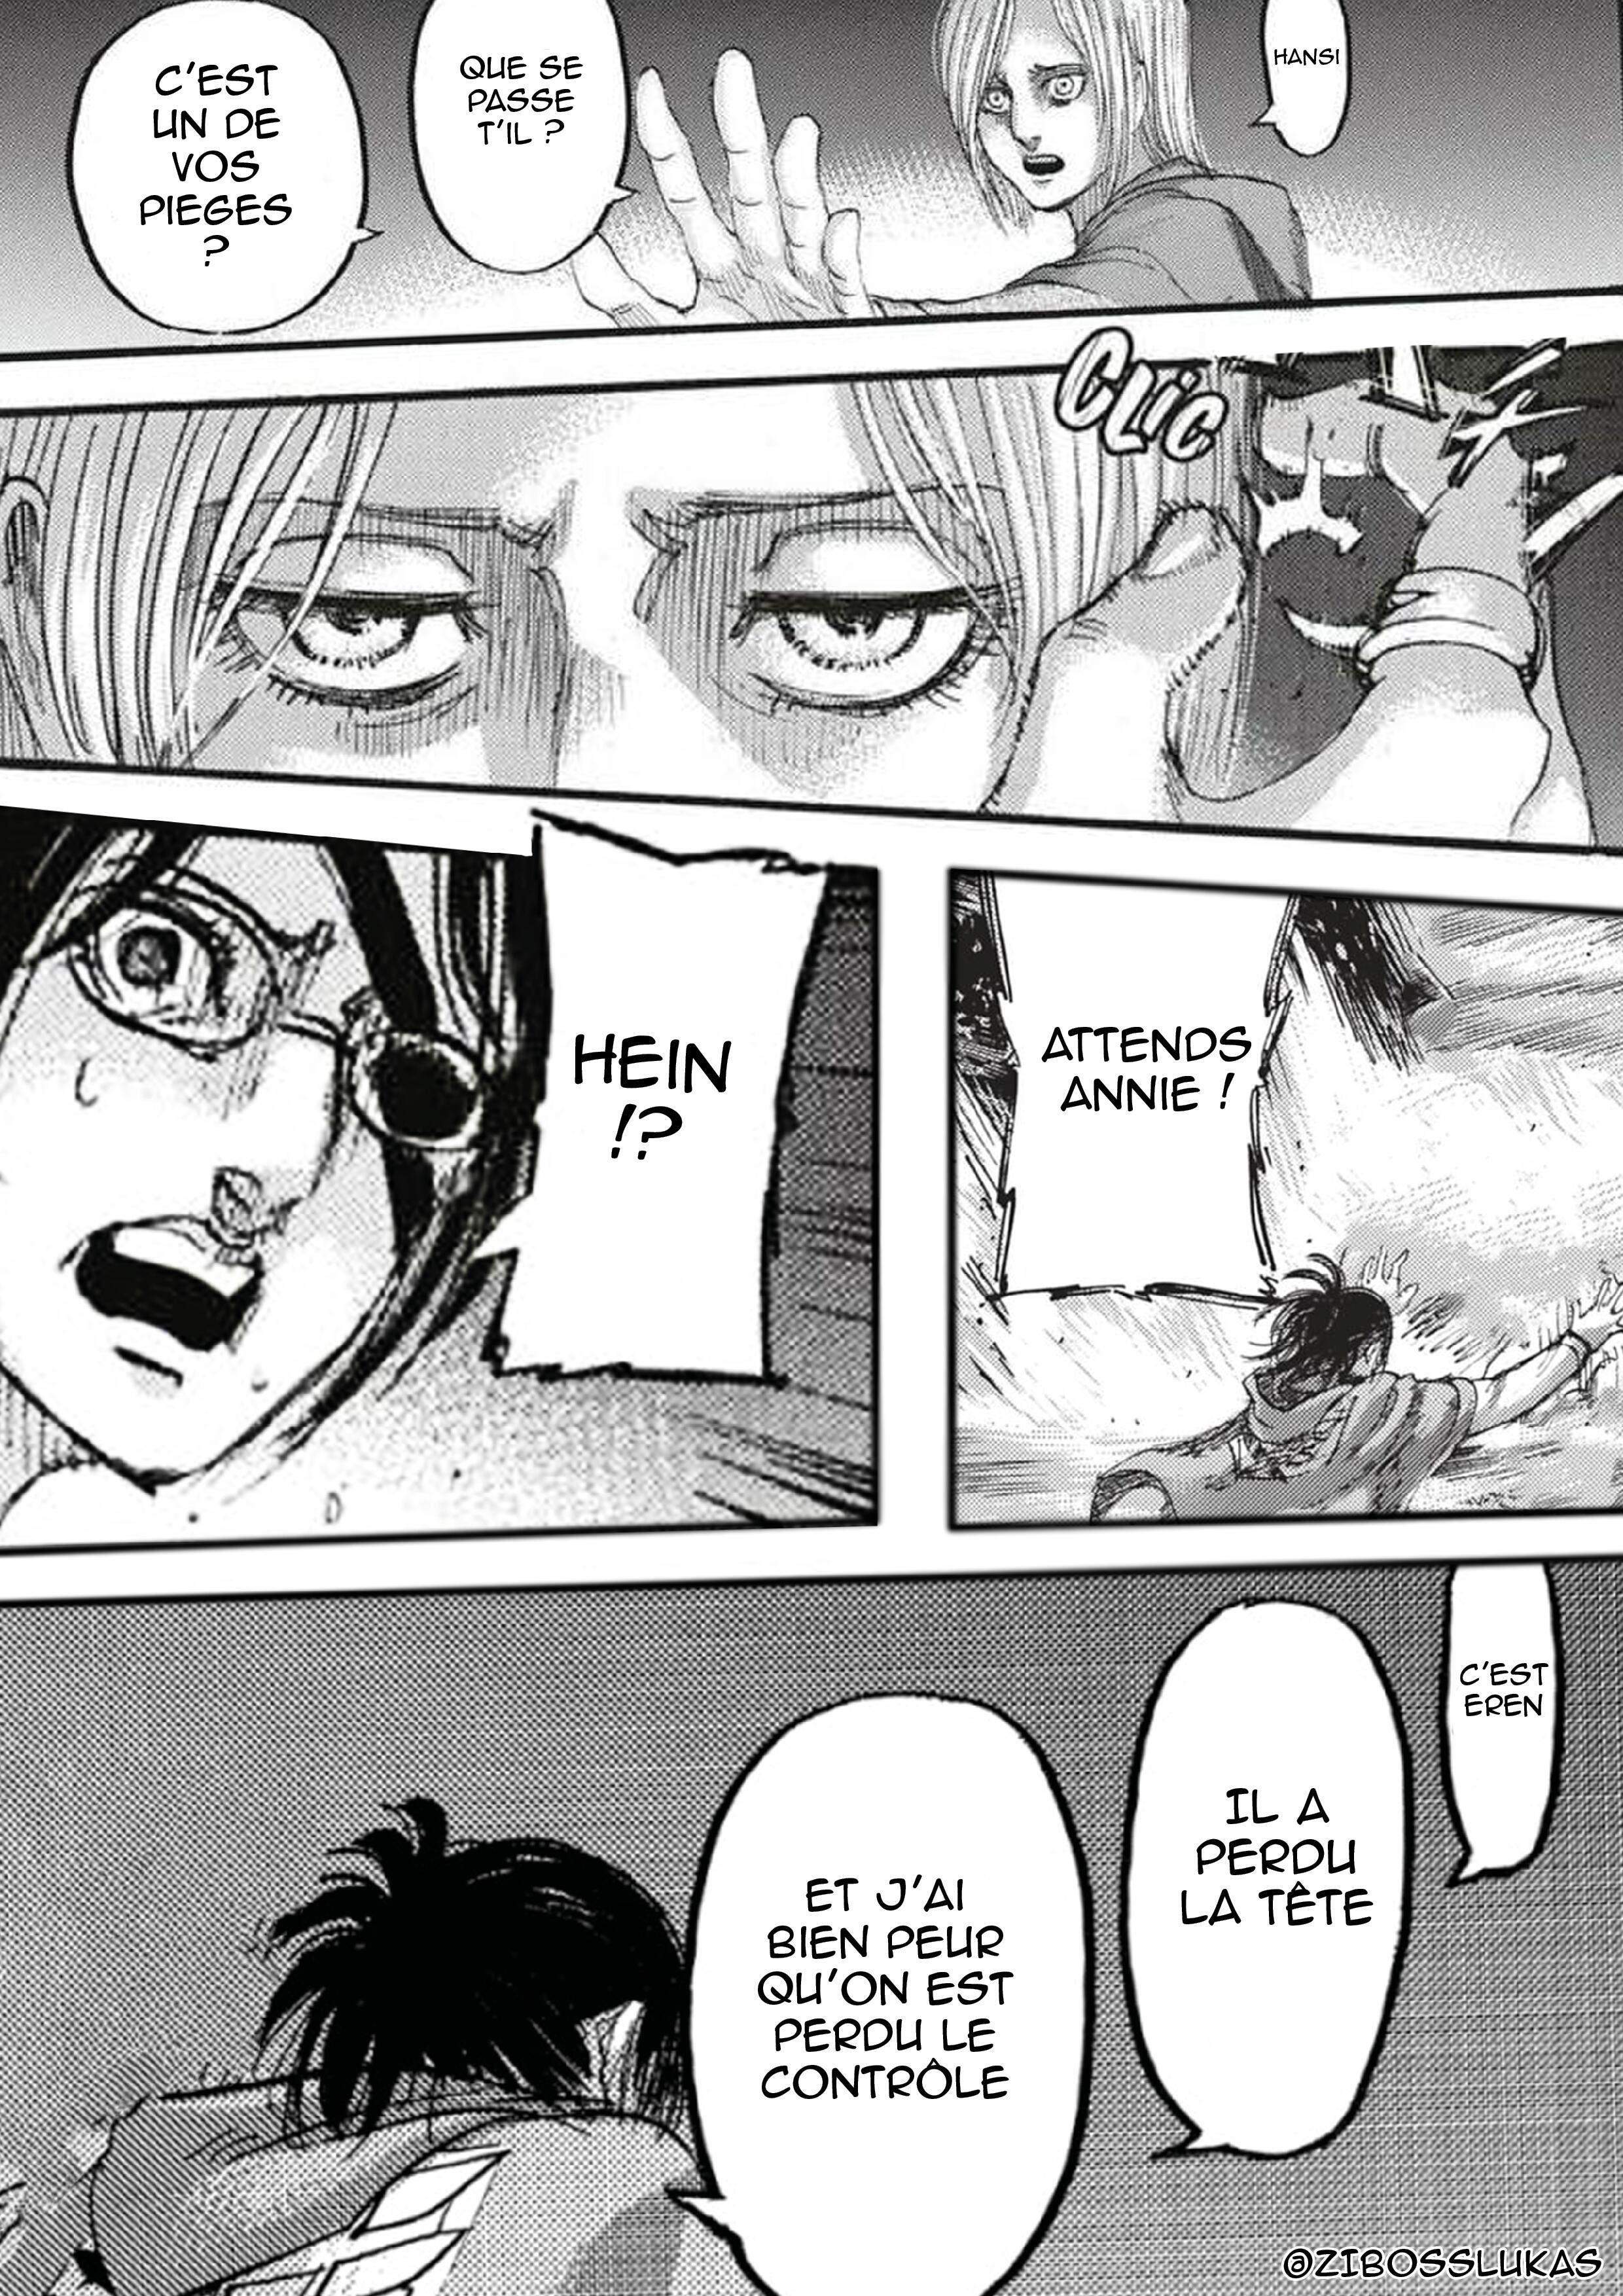 HANSI
QUE SE
PASSE
T'IL ?
C'EST
UN DE
VOS
PIEGES
?
CLIC
ATTENDS
ANNIE !
HEIN
!?
C'EST
EREN
IL A
PERDU
LA TÊTE
ET J'AI
BIEN PEUR
QU'ON EST
PERDU LE
CONTRÔLE
@ZIBOSSLUKAS